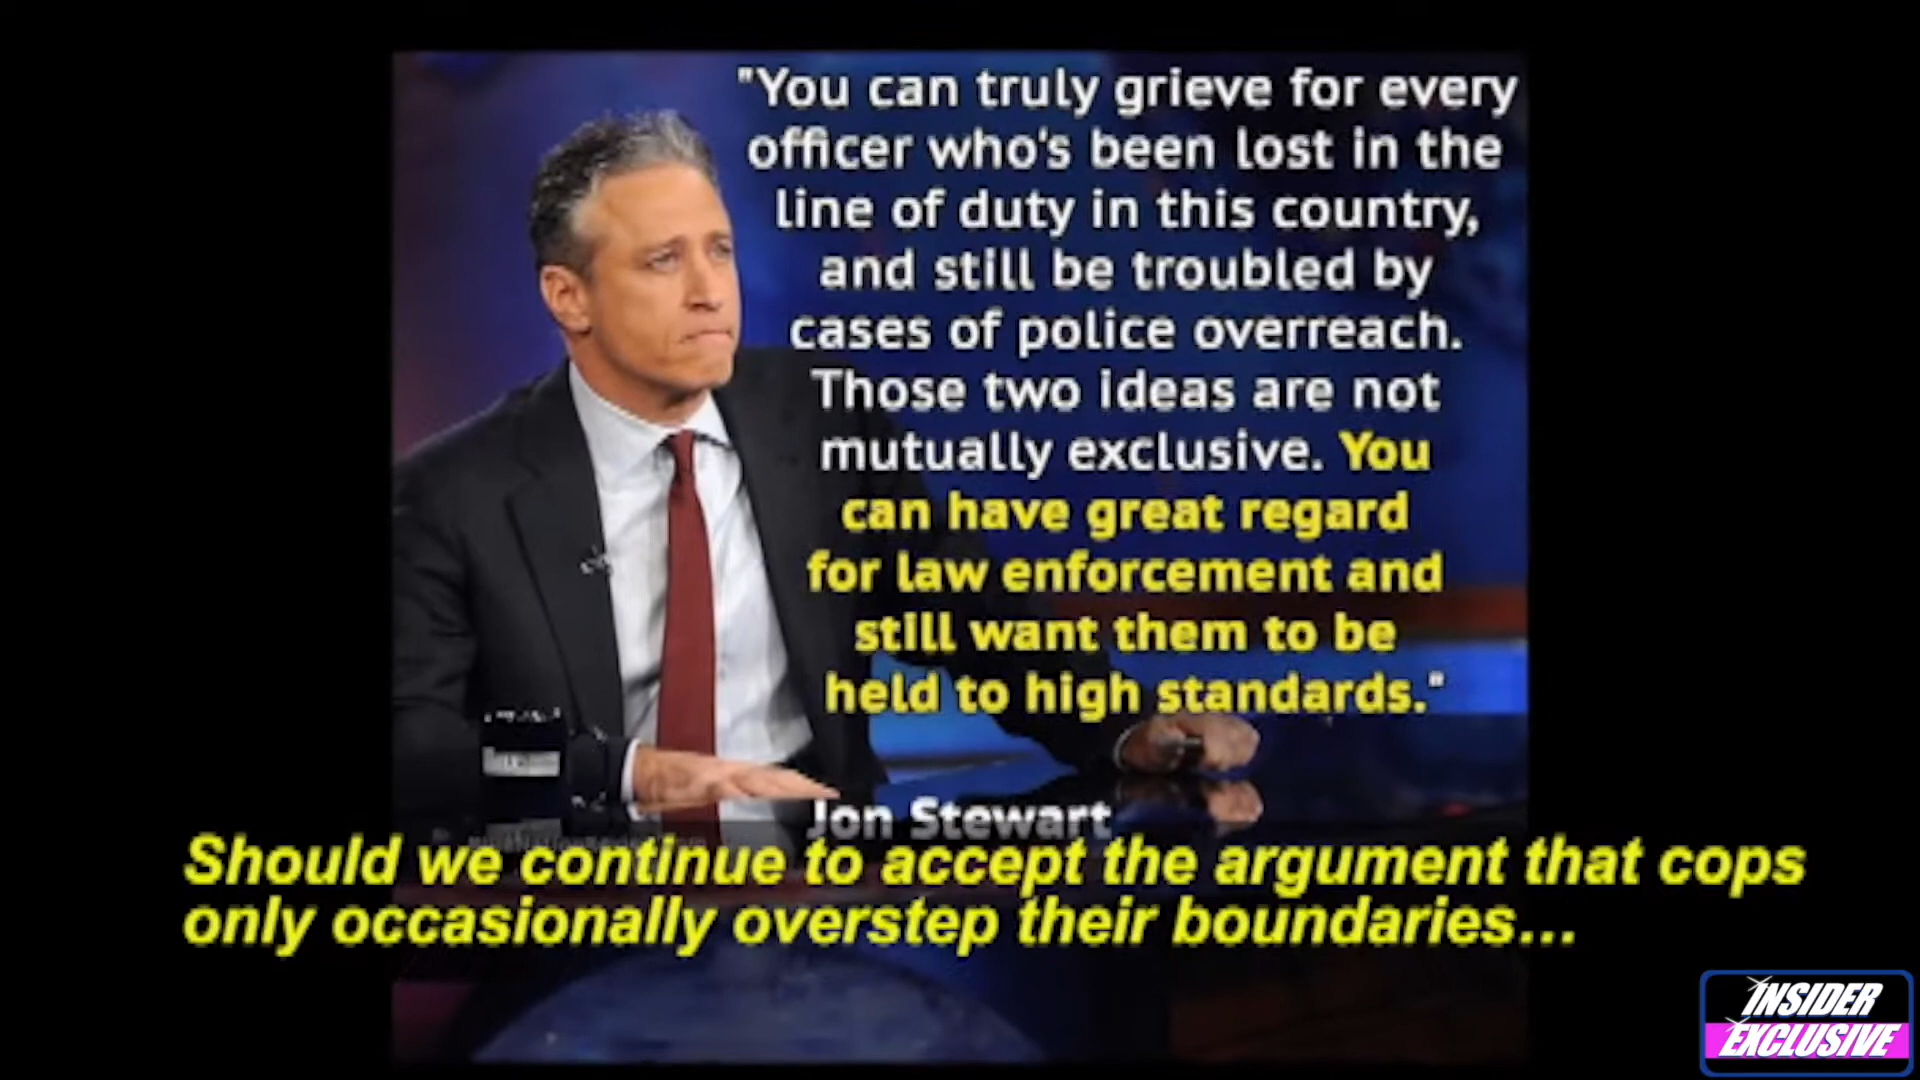 "You can truly grieve for every
officer who's been lost in the
line of duty in this country,
and still be troubled by
cases of police overreach.
Those two ideas are not
mutually exclusive. You
can have great regard
for law enforcement and
still want them to be
held to high standards."
Jon Stewart
Should we continue to accept the argument that cops
only occasionally overstep their boundaries...
INSIDER
EXCLUSIVE